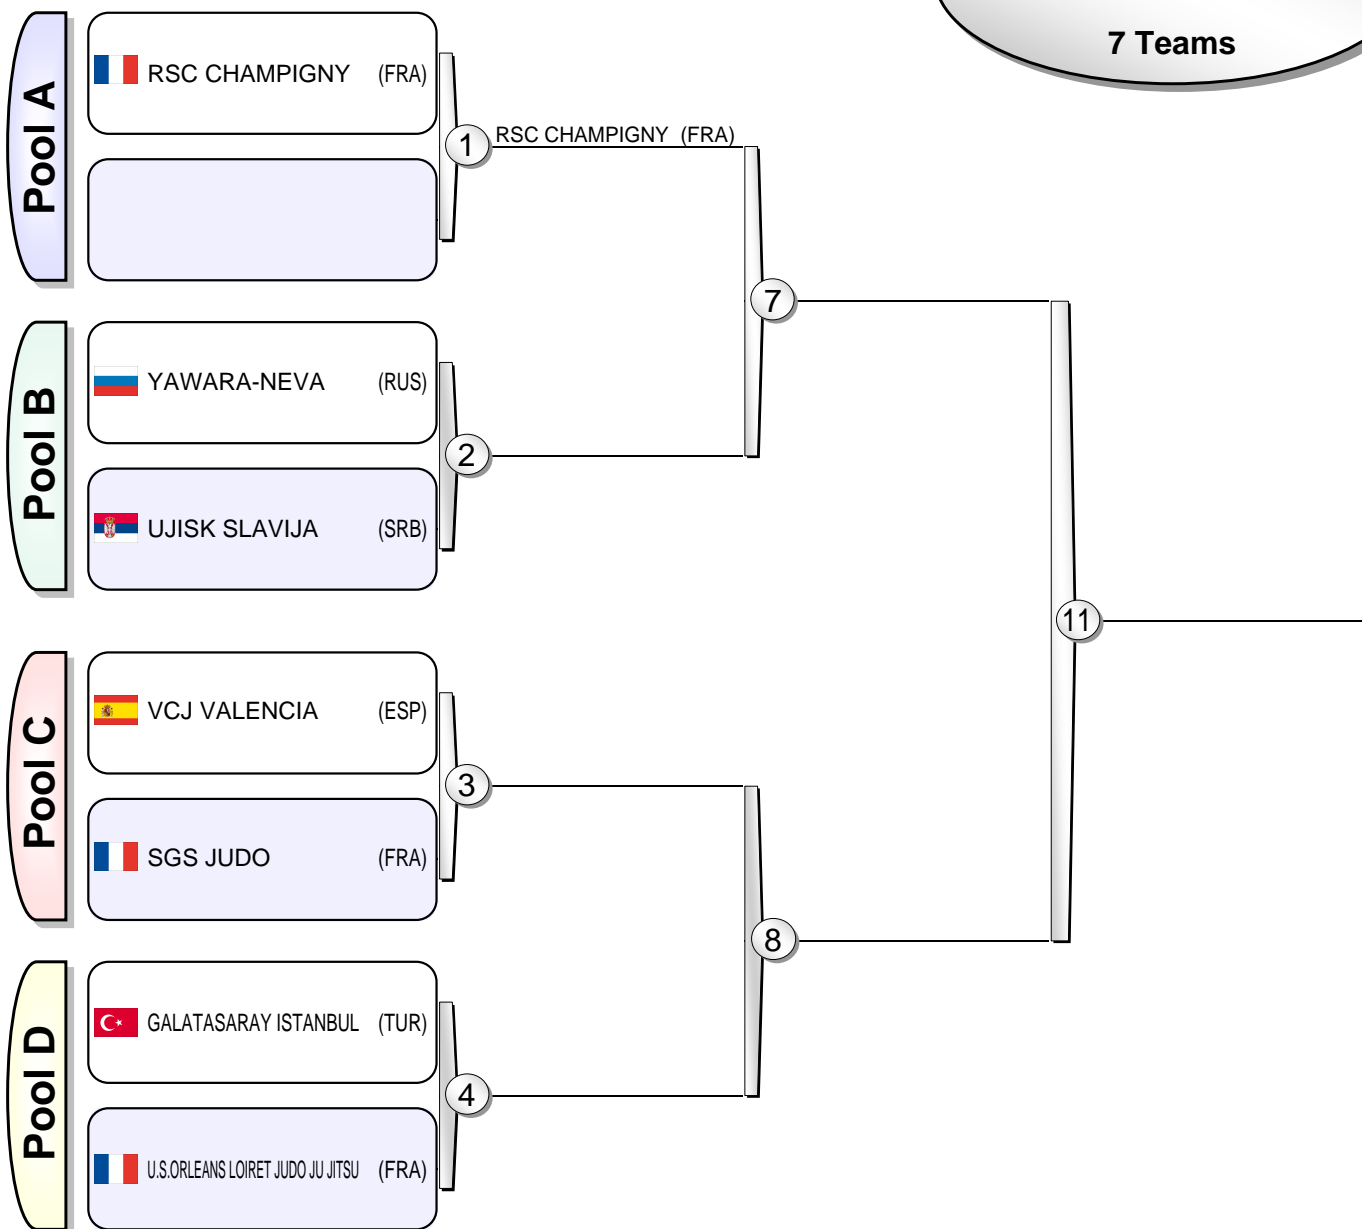 7 Teams
Pool A
RSC CHAMPIGNY (FRA)
1
RSC CHAMPIGNY (FRA)
7
Pool B
YAWARA-NEVA (RUS)
2
UJISK SLAVIJA (SRB)
11
Pool C
VCJ VALENCIA (ESP)
3
SGS JUDO (FRA)
8
Pool D
GALATASARAY ISTANBUL (TUR)
4
U.S.ORLEANS LOIRET JUDO JU JITSU (FRA)